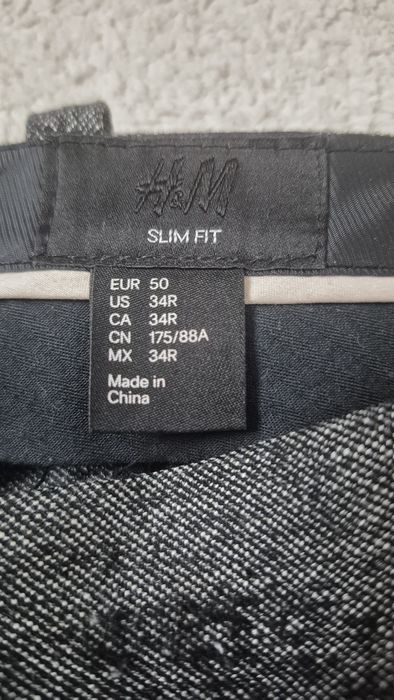 H&M
SLIM FIT
EUR 50
US 34R
CA 34R
CN 175/88A
MX 34R
Made in
China